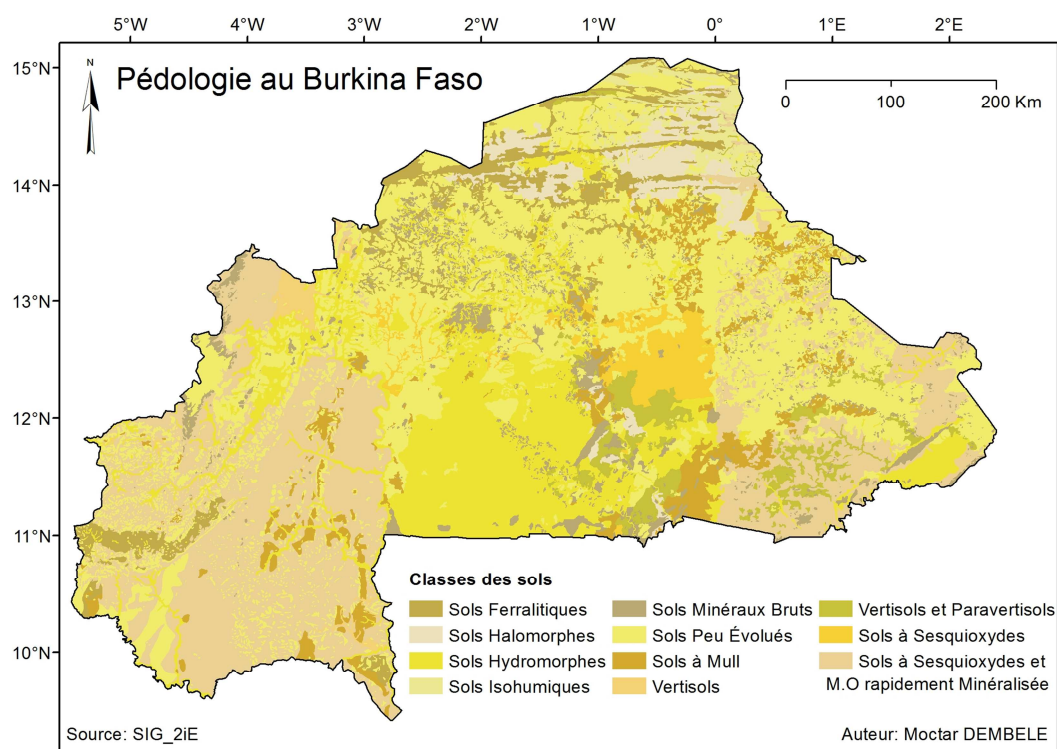 5°W 4°W 3°W 2°W 1°W 0° 1°E 2°E
15°N
14°N
13°N
12°N
11°N
10°N
N
Pédologie au Burkina Faso
0 100 200 Km
Classes des sols
Sols Ferralitiques
Sols Halomorphes
Sols Hydromorphes
Sols Isohumiques
Sols Minéraux Bruts
Sols Peu Évolués
Sols à Mull
Vertisols
Vertisols et Paravertisols
Sols à Sesquioxydes
Sols à Sesquioxydes et
M.O rapidement Minéralisée
Source: SIG_2iE
Auteur: Moctar DEMBELE